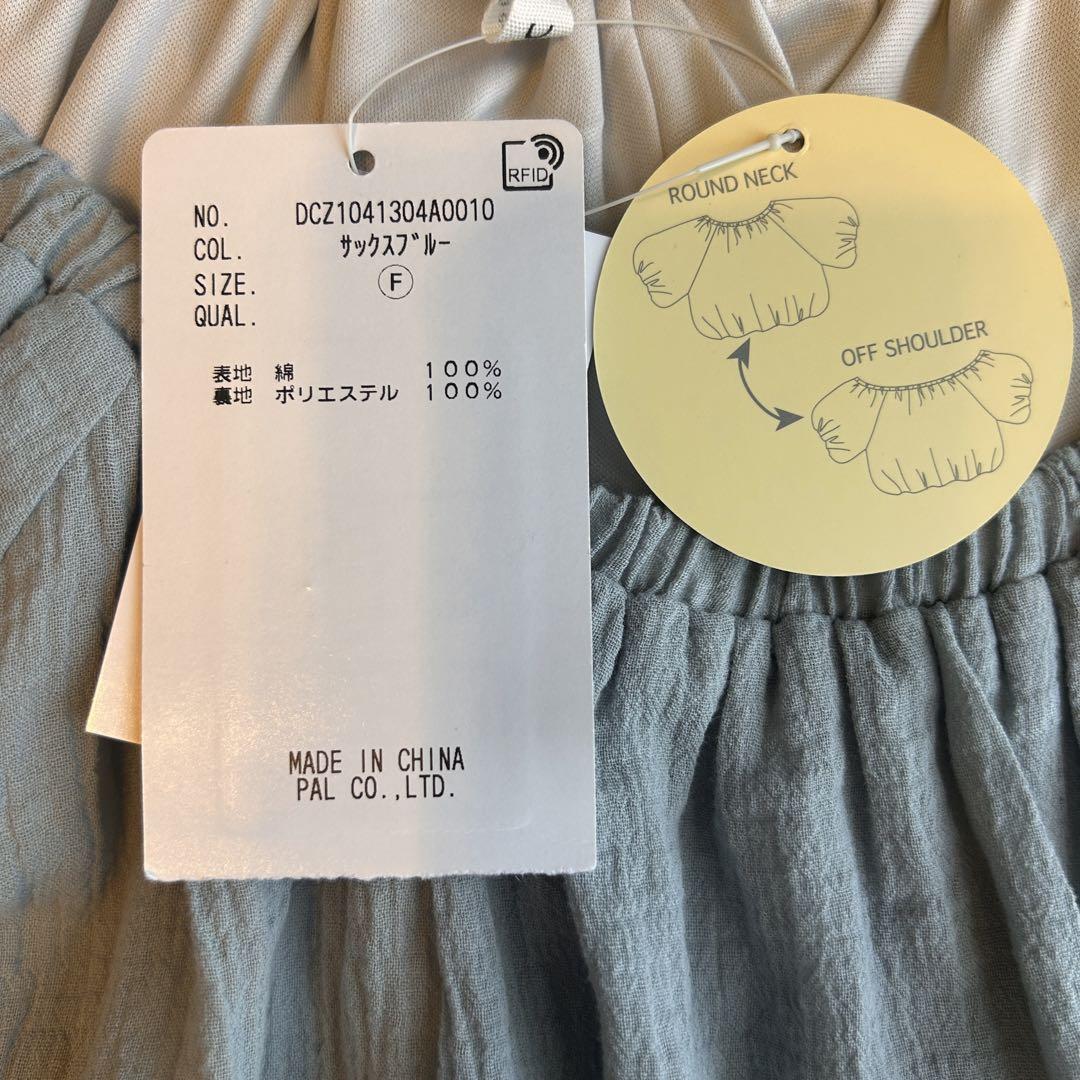 RFID
NO. DCZ1041304A0010
COL. サックスブルー
SIZE. F
QUAL.
表地 綿 100%
裏地 ポリエステル 100%
MADE IN CHINA
PAL CO.,LTD.
ROUND NECK
OFF SHOULDER